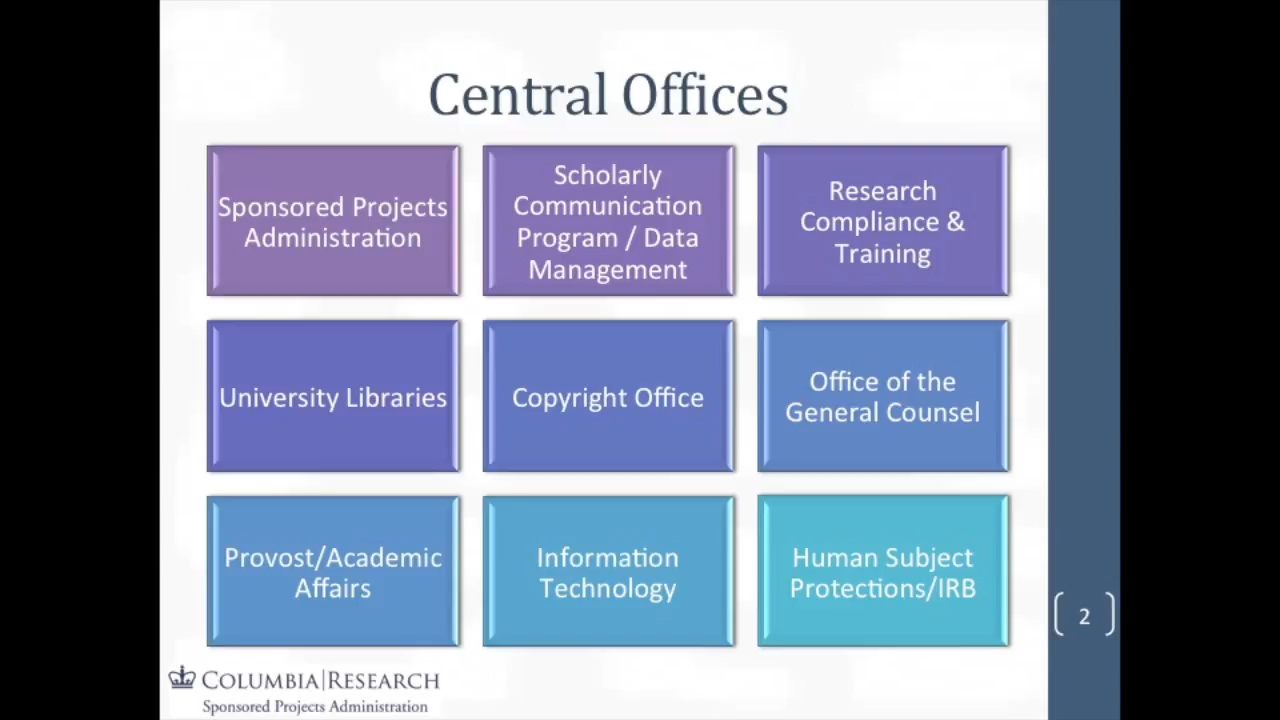 Central Offices
Sponsored Projects
Administration
Scholarly
Communication
Program / Data
Management
Research
Compliance &
Training
University Libraries
Copyright Office
Office of the
General Counsel
Provost/Academic
Affairs
Information
Technology
Human Subject
Protections/IRB
2
COLUMBIA|RESEARCH
Sponsored Projects Administration